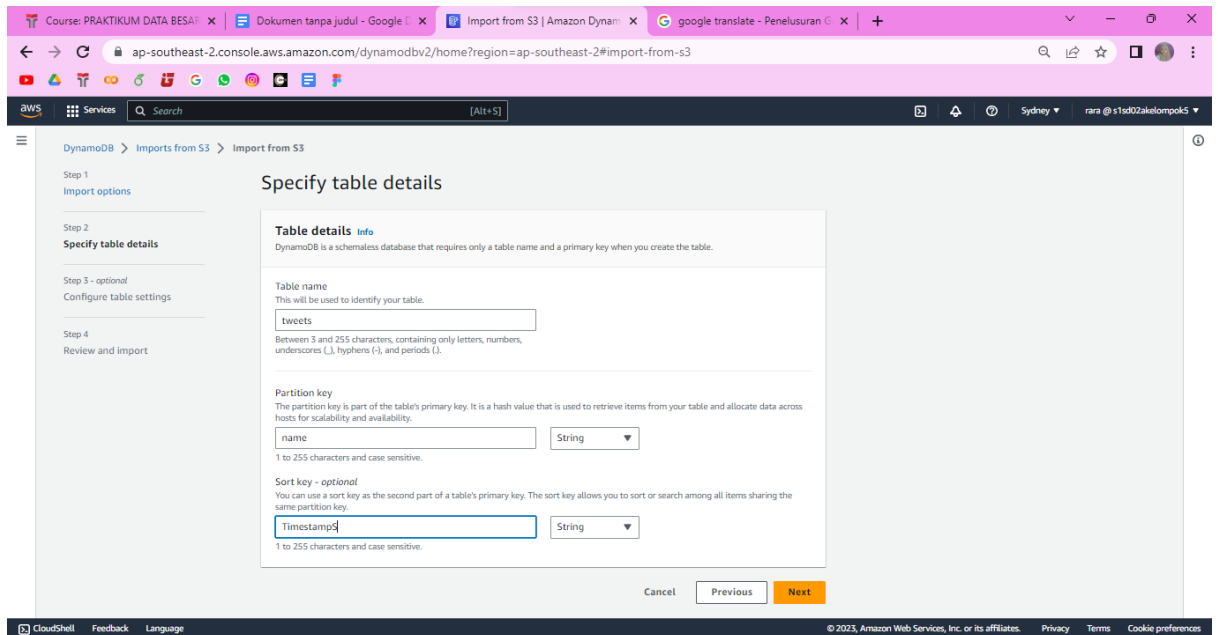 Course: PRAKTIKUM DATA BESAR
Dokumen tanpa judul - Google D
Import from S3 | Amazon Dynam
google translate - Penelusuran G
ap-southeast-2.console.aws.amazon.com/dynamodbv2/home?region=ap-southeast-2#import-from-s3
aws
Services
Search
[Alt+S]
Sydney
rara @ s1sd02akelompok5
DynamoDB
Imports from S3
Import from S3
Step 1
Import options
Step 2
Specify table details
Step 3 - optional
Configure table settings
Step 4
Review and import
Specify table details
Table details Info
DynamoDB is a schemaless database that requires only a table name and a primary key when you create the table.
Table name
This will be used to identify your table.
tweets
Between 3 and 255 characters, containing only letters, numbers,
underscores (_), hyphens (-), and periods (.).
Partition key
The partition key is part of the table's primary key. It is a hash value that is used to retrieve items from your table and allocate data across
hosts for scalability and availability.
name
String
1 to 255 characters and case sensitive.
Sort key - optional
You can use a sort key as the second part of a table's primary key. The sort key allows you to sort or search among all items sharing the
same partition key.
TimestampS
String
1 to 255 characters and case sensitive.
Cancel
Previous
Next
CloudShell
Feedback
Language
© 2023, Amazon Web Services, Inc. or its affiliates.
Privacy
Terms
Cookie preferences